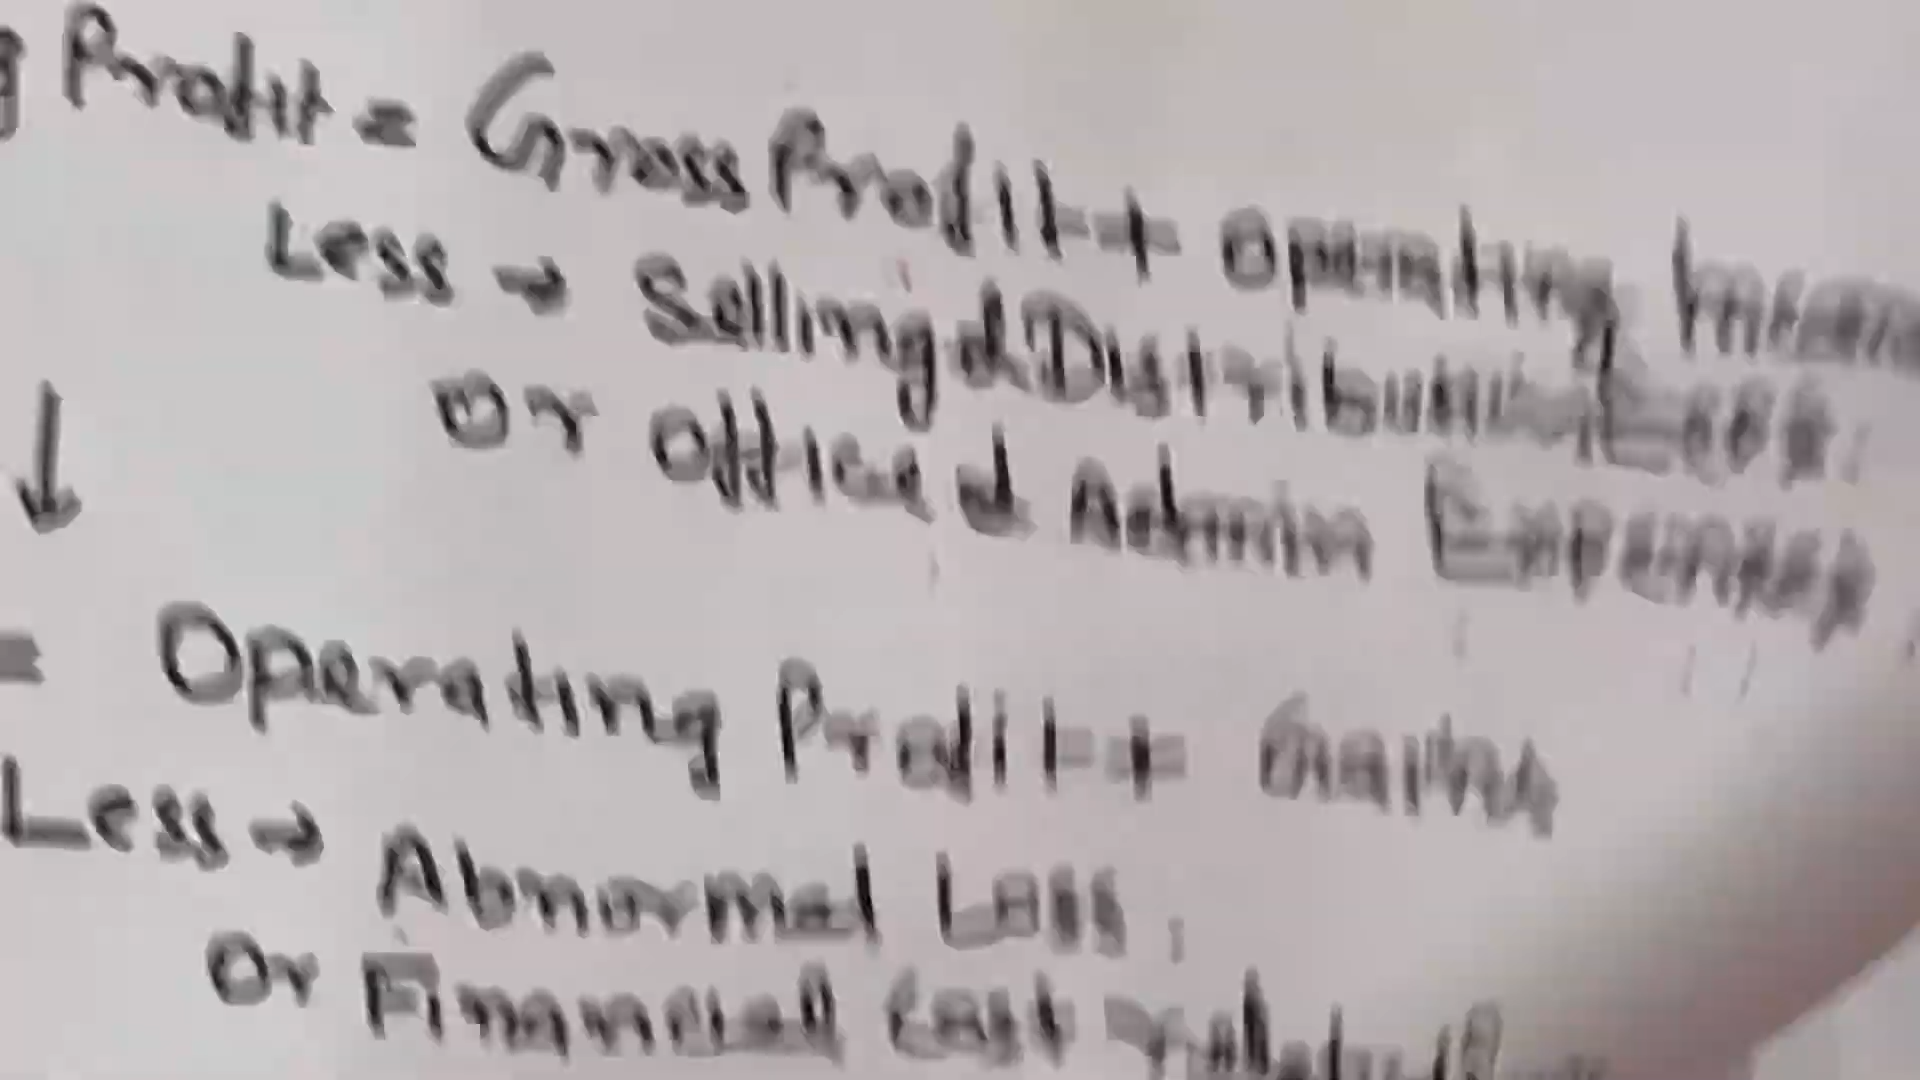 g Profit = Gross Profit + Operating
Less → Selling & Distribution
Or Office & Admin Expenses
↓
= Operating Profit + Gains
Less → Abnormal Loss.
Or Financial Cost